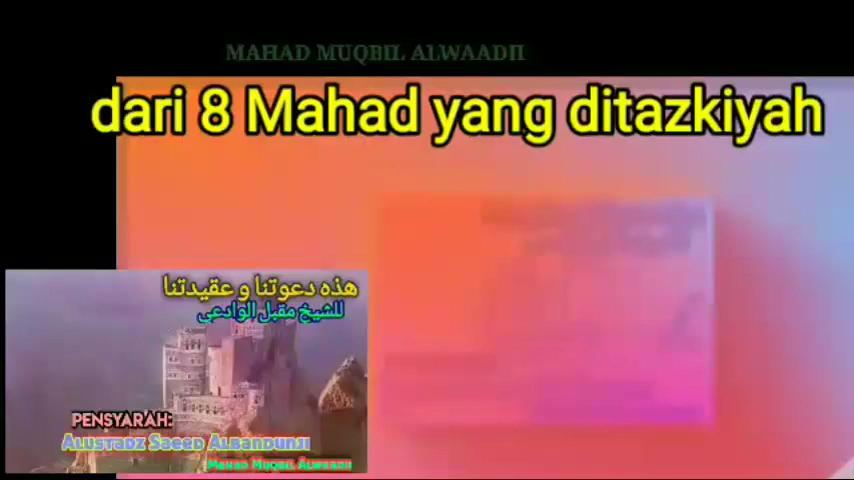 MAHAD MUQBIL ALWAADII
dari 8 Mahad yang ditazkiyah
هذه دعوتنا و عقيدتنا
للشيخ مقبل الوادعي
PENSYARAH:
Alustadz Saeed Albandunji
Mahad Muqbil Alwaadii